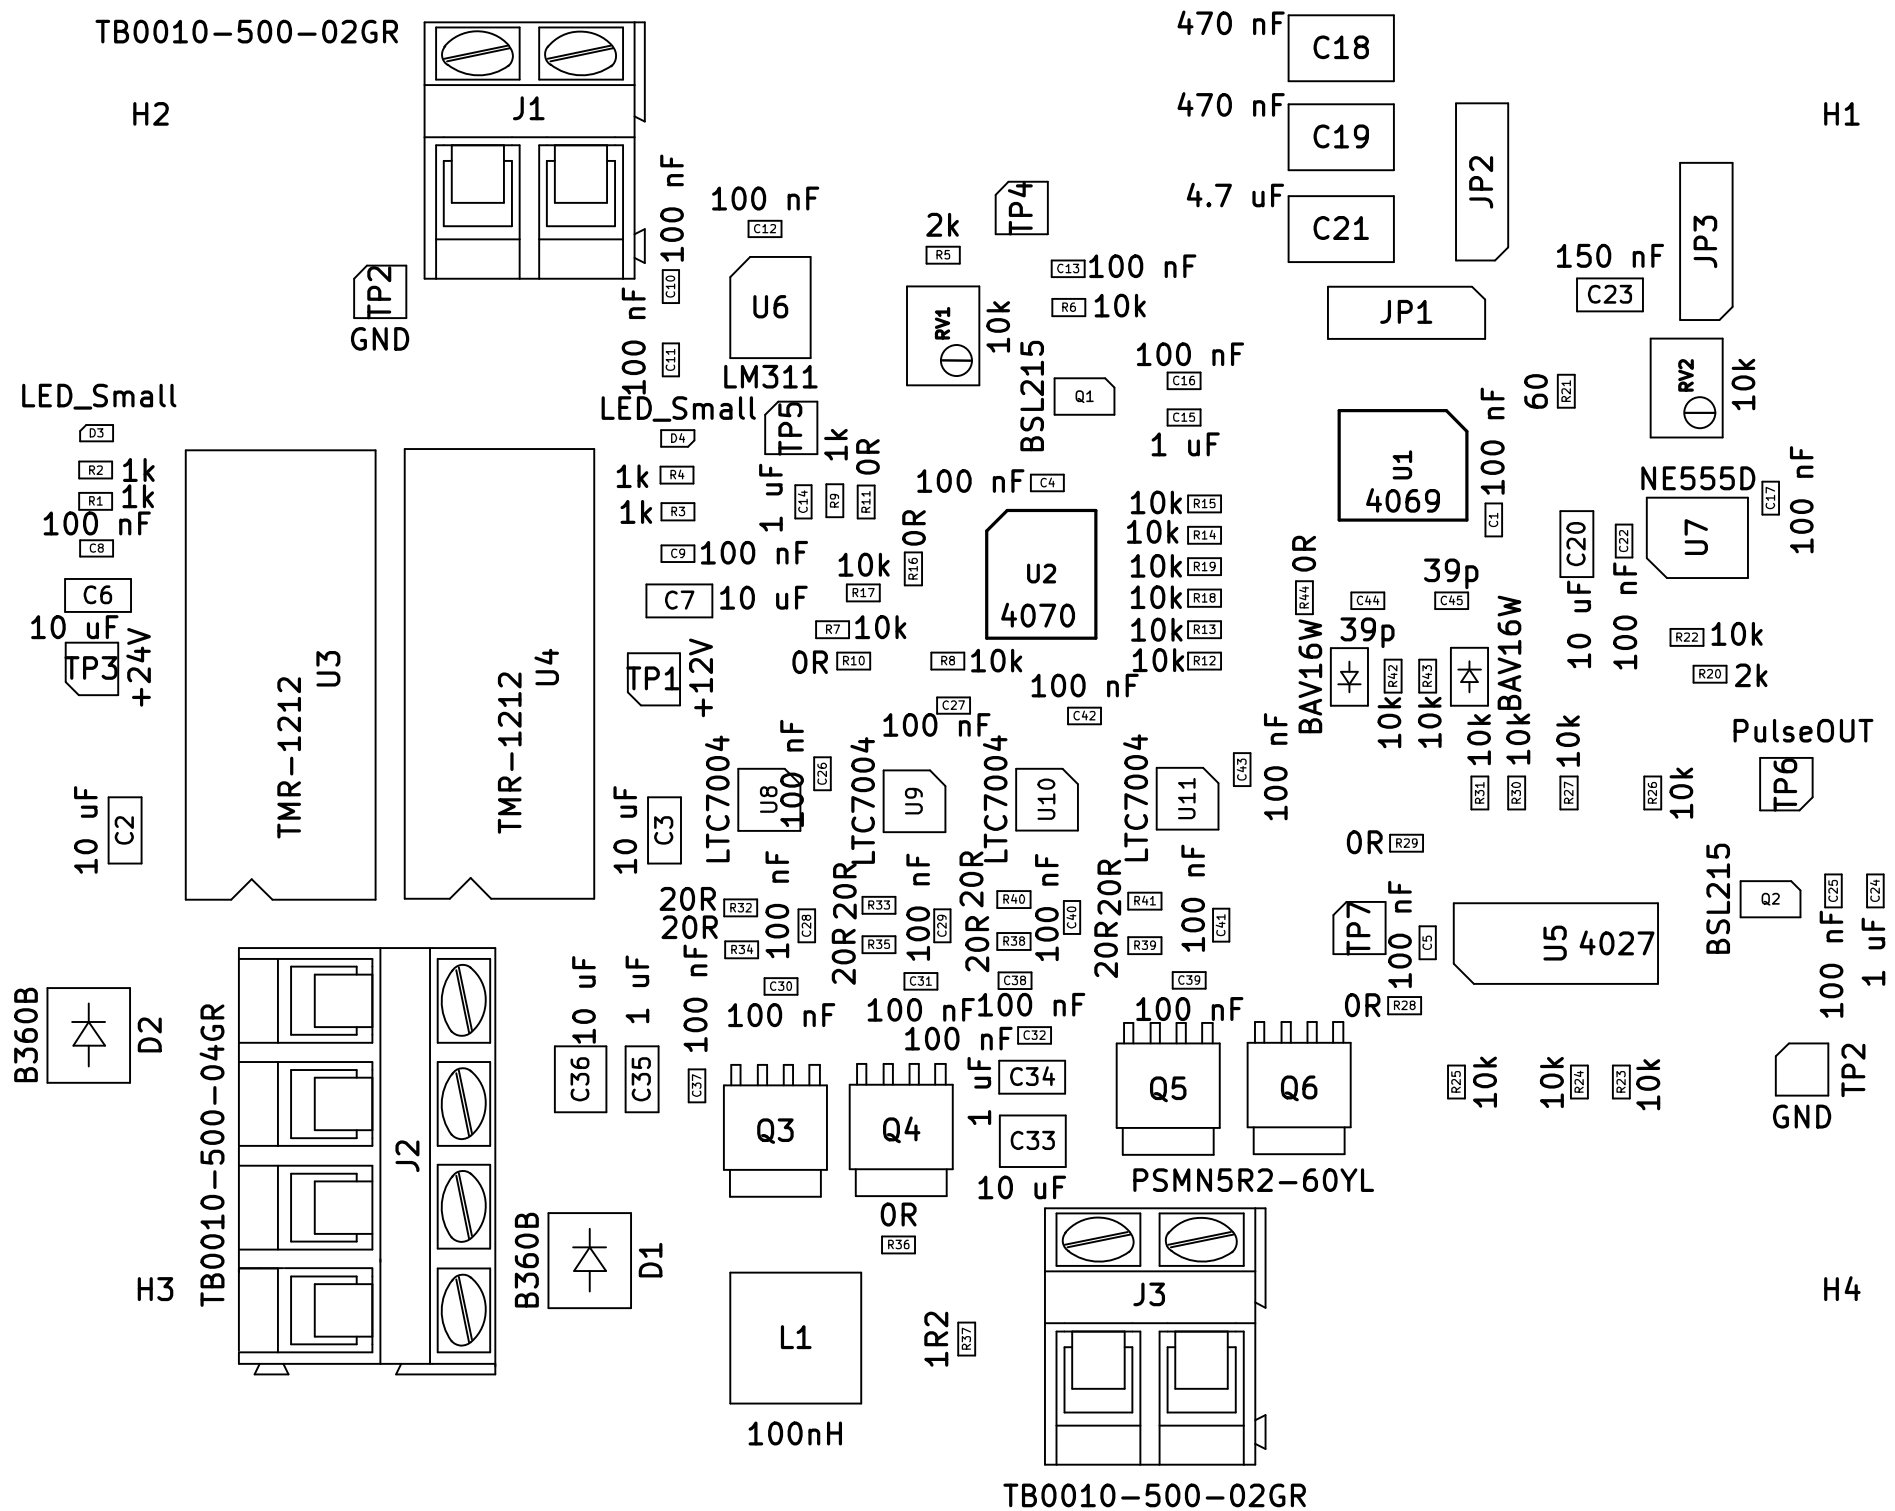 TB0010-500-02GR
470 nF
C18
H2
J1
470 nF
C19
H1
JP2
100 nF
100 nF
C12
4.7 uF
C21
TP4
2k
R5
JP3
C10
TP2
GND
U6
LM311
C13
100 nF
R6
10k
RV1
10k
JP1
150 nF
C23
100 nF
C11
BSL215
Q1
100 nF
C16
C15
1 uF
60
R21
RV2
10k
LED_Small
D3
R2
1k
R1
1k
100 nF
C8
C6
10 uF
TP3
+24V
LED_Small
D4
TP5
1k
R4
1k
R3
C9
100 nF
C7
10 uF
1 uF
C14
1k
R9
0R
R11
0R
R16
10k
R17
R7
10k
0R
R10
R8
10k
100 nF
C4
U2
4070
10k
R15
10k
R14
10k
R19
10k
R18
10k
R13
10k
R12
U1
4069
100 nF
C1
NE555D
U7
C17
100 nF
C20
10 uF
C22
100 nF
0R
R44
39p
C44
39p
C45
BAV16W
R42
10k
R43
10k
BAV16W
R22
10k
R20
2k
U3
TMR-1212
U4
TMR-1212
TP1
+12V
C27
100 nF
100 nF
C42
PulseOUT
TP6
10 uF
C2
10 uF
C3
LTC7004
U8
100 nF
C26
LTC7004
U9
LTC7004
U10
LTC7004
U11
C43
100 nF
10k
R31
10k
R30
10k
R27
R26
10k
0R
R29
20R
R32
20R
R34
100 nF
C28
20R
R33
20R
R35
100 nF
C29
20R
R40
20R
R38
100 nF
C40
20R
R41
20R
R39
100 nF
C41
TP7
100 nF
C5
U5
4027
BSL215
Q2
C25
100 nF
C24
1 uF
C30
100 nF
C31
100 nF
C38
100 nF
C39
100 nF
0R
R28
B360B
D2
TB0010-500-04GR
J2
10 uF
C36
1 uF
C35
100 nF
C37
Q3
Q4
100 nF
C32
1 uF
C34
C33
10 uF
Q5
Q6
PSMN5R2-60YL
R25
10k
10k
R24
R23
10k
TP2
GND
B360B
D1
0R
R36
H3
L1
100nH
1R2
R37
J3
H4
TB0010-500-02GR